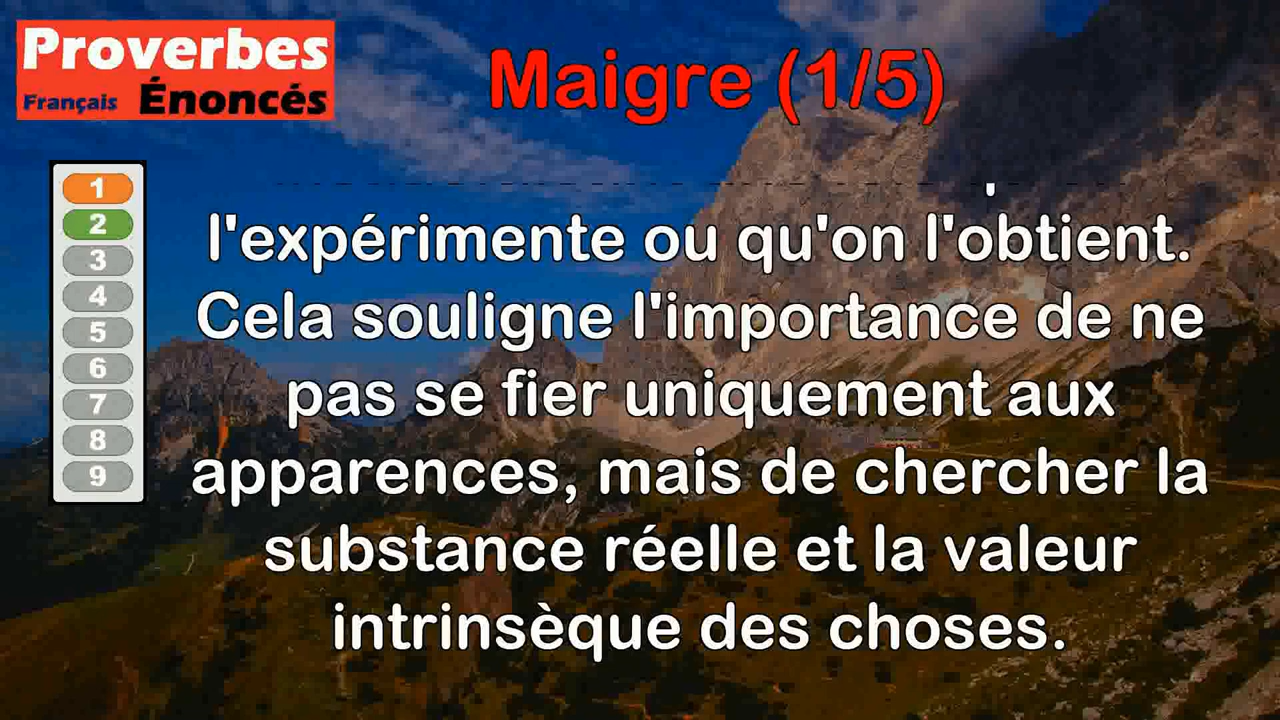 Proverbes
Français Énoncés
Maigre (1/5)
1
2
3
4
5
6
7
8
9
l'expérimente ou qu'on l'obtient.
Cela souligne l'importance de ne
pas se fier uniquement aux
apparences, mais de chercher la
substance réelle et la valeur
intrinsèque des choses.